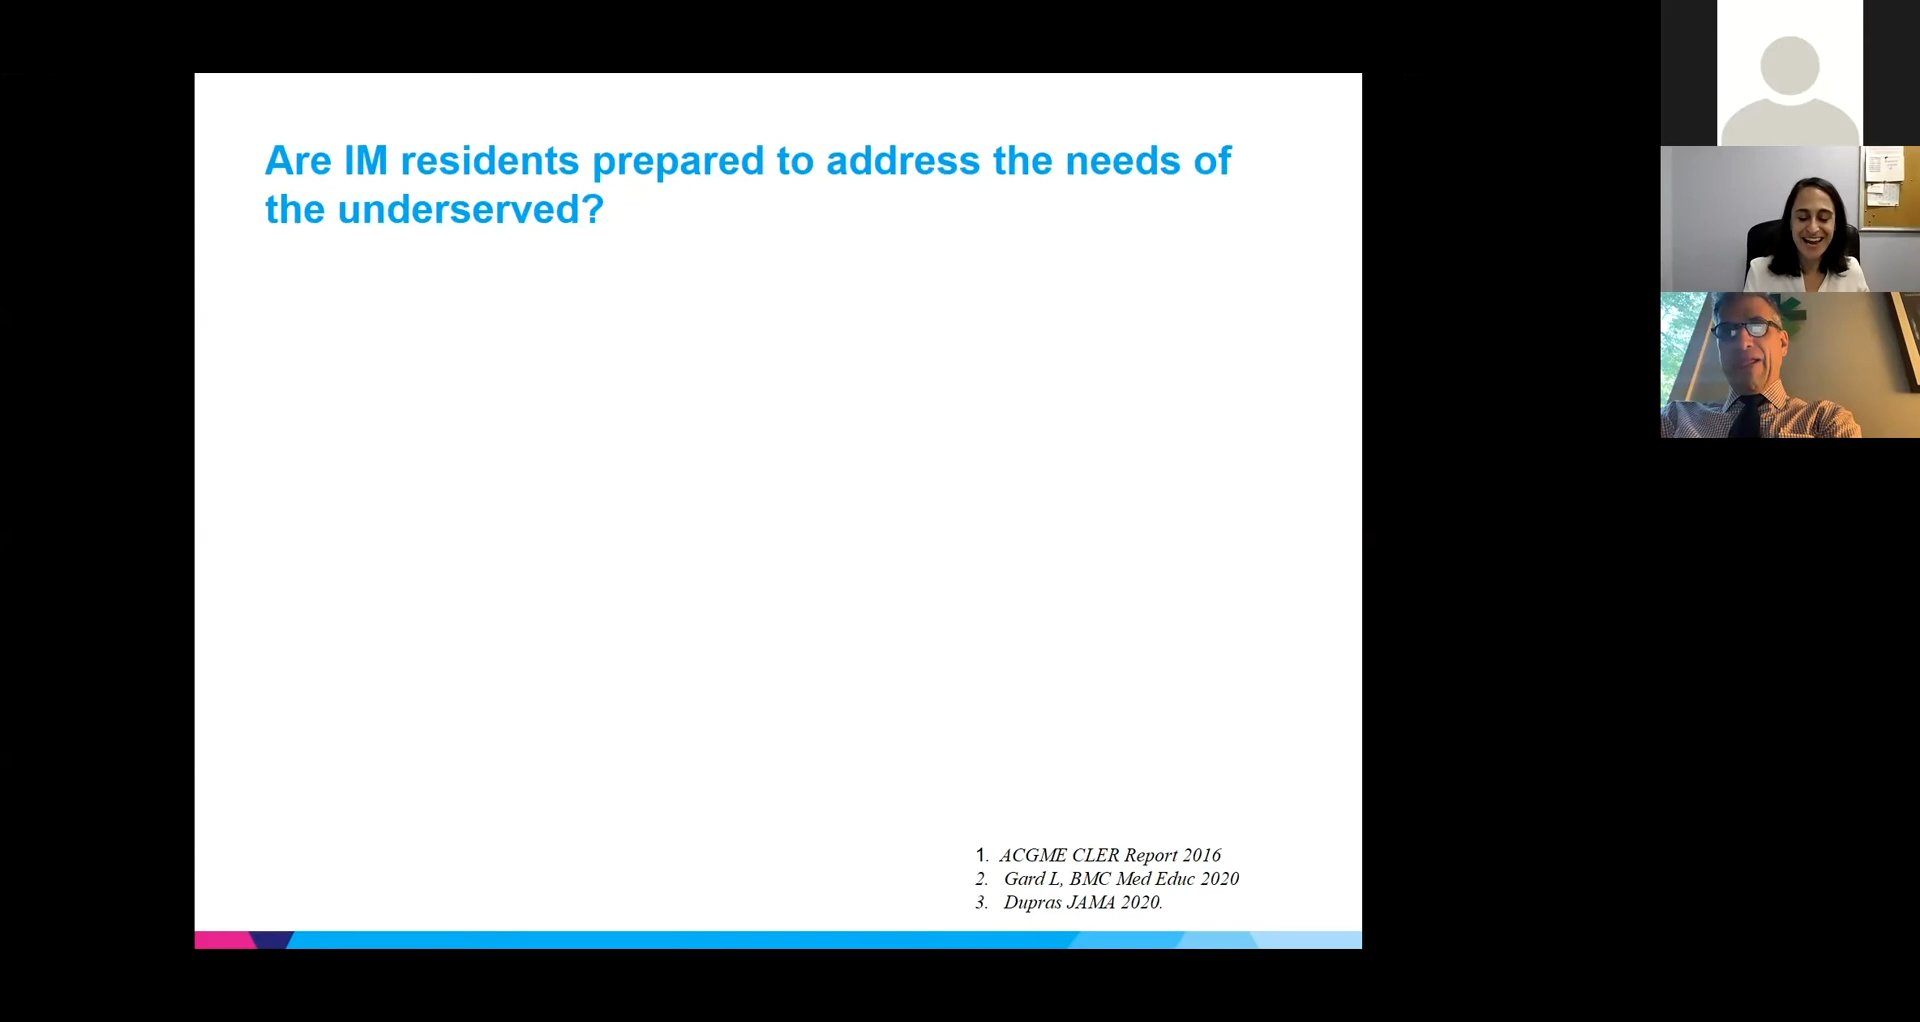 Are IM residents prepared to address the needs of
the underserved?
1. ACGME CLER Report 2016
2. Gard L, BMC Med Educ 2020
3. Dupras JAMA 2020.